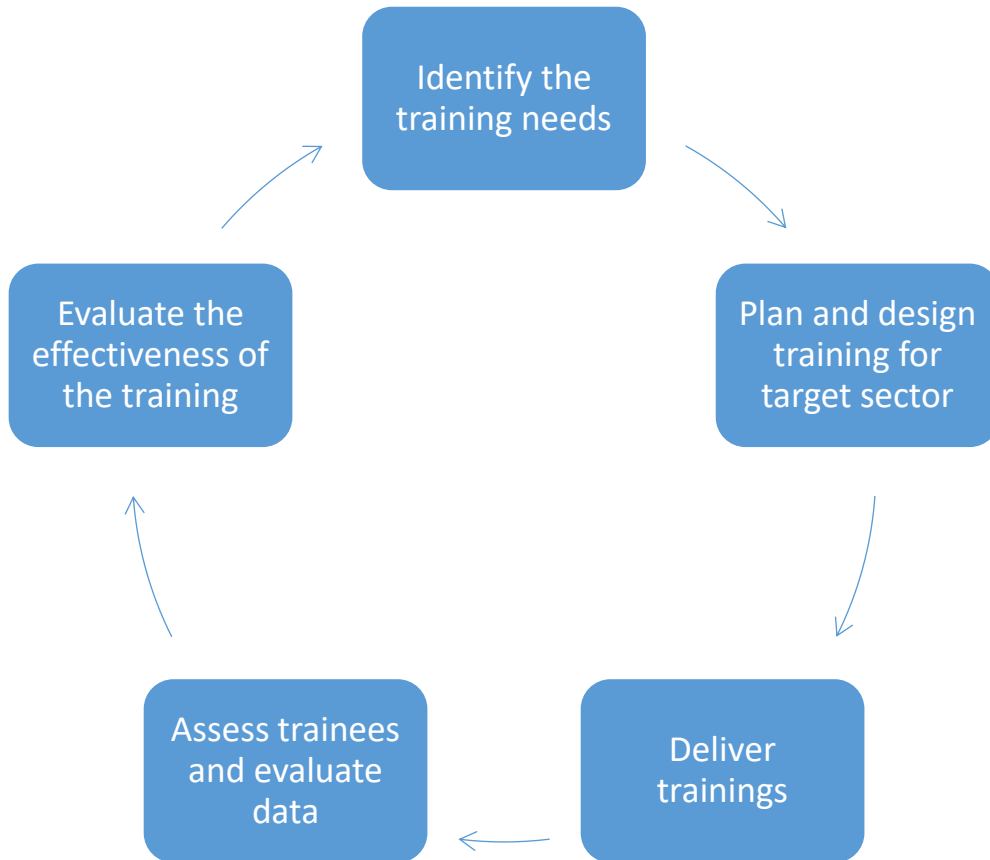 Identify the
training needs
Plan and design
training for
target sector
Deliver
trainings
Assess trainees
and evaluate
data
Evaluate the
effectiveness of
the training